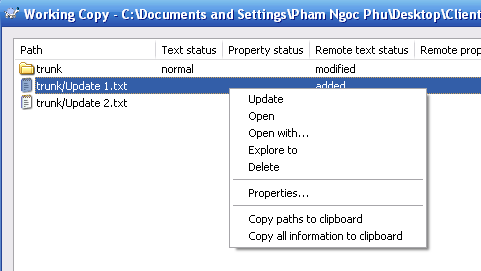 Working Copy - C:\Documents and Settings\Pham Ngoc Phu\Desktop\Client
Path Text status Property status Remote text status Remote prop
trunk normal modified
trunk/Update 1.txt added
trunk/Update 2.txt
Update
Open
Open with...
Explore to
Delete
Properties...
Copy paths to clipboard
Copy all information to clipboard